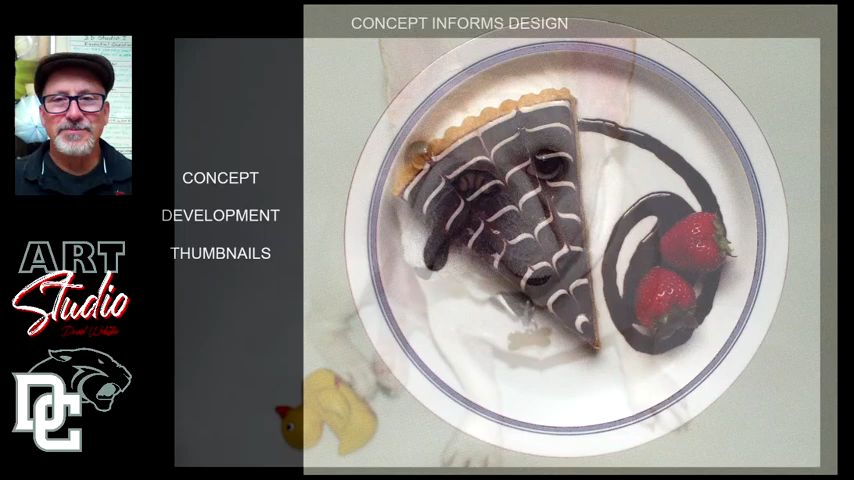 CONCEPT INFORMS DESIGN
CONCEPT
DEVELOPMENT
THUMBNAILS
ART
Studio
DC